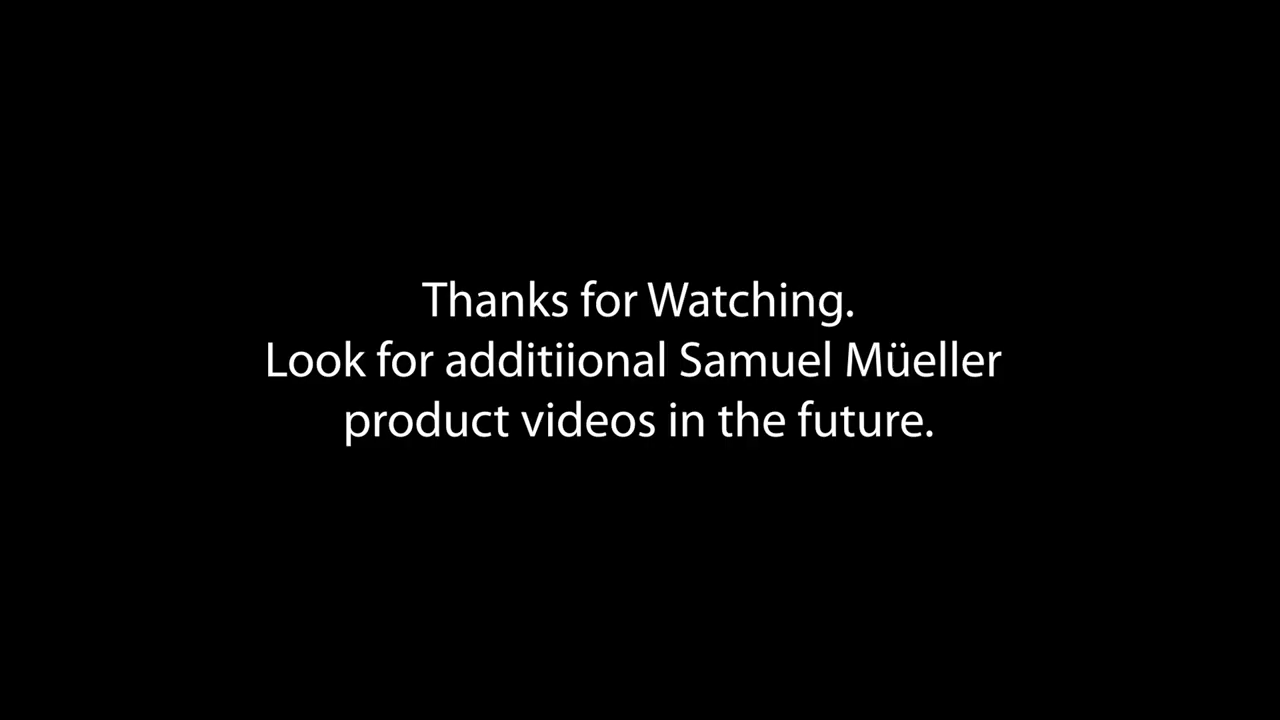 Thanks for Watching.
Look for additiional Samuel Müeller
product videos in the future.